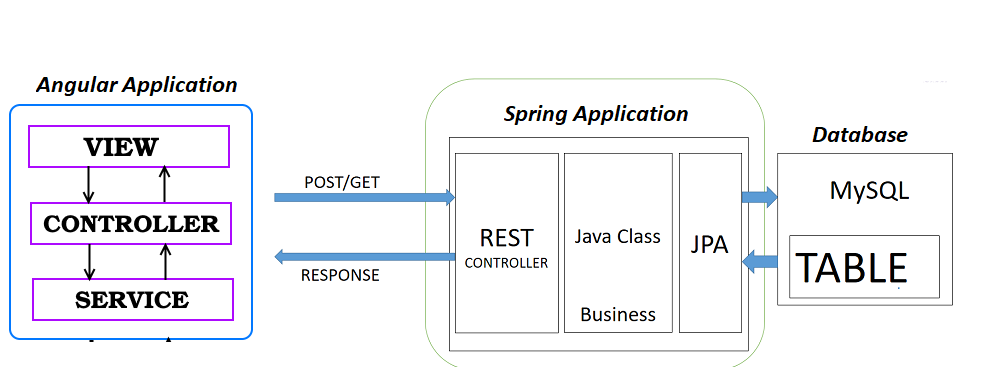 Angular Application
VIEW
CONTROLLER
SERVICE
POST/GET
RESPONSE
Spring Application
REST
CONTROLLER
Java Class
Business
JPA
Database
MySQL
TABLE